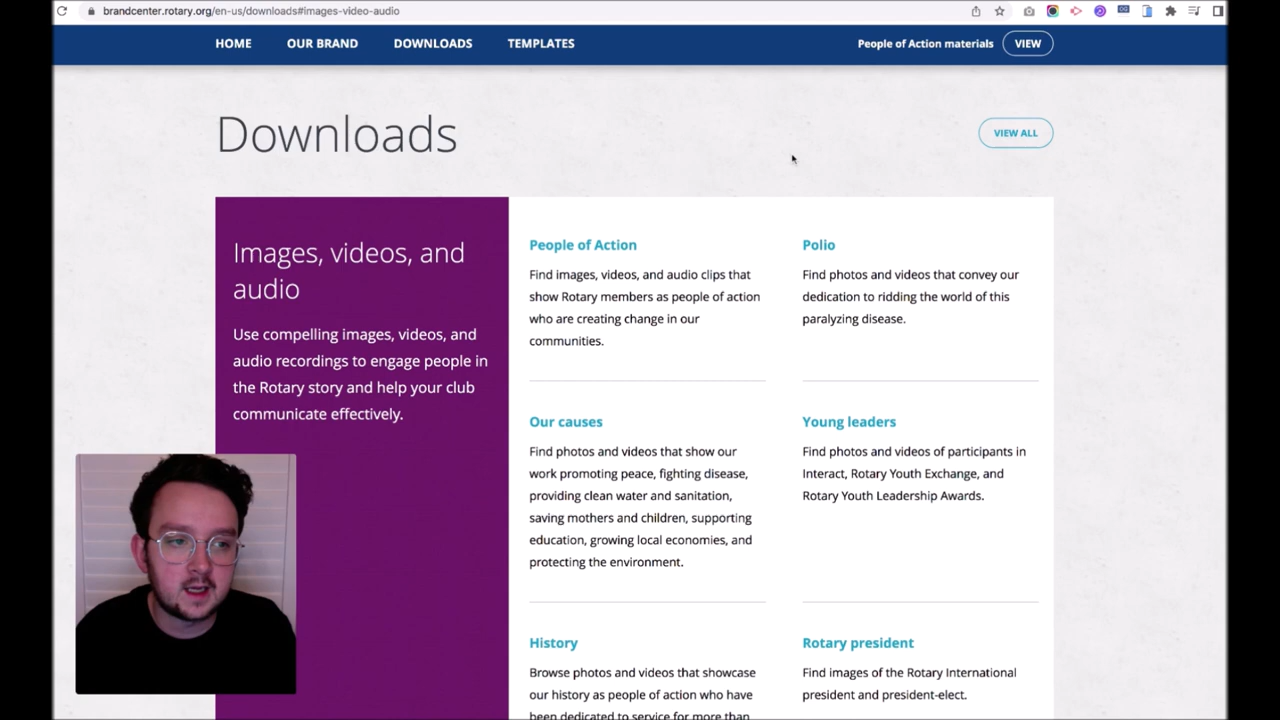 brandcenter.rotary.org/en-us/downloads#images-video-audio
HOME OUR BRAND DOWNLOADS TEMPLATES People of Action materials VIEW
Downloads
VIEW ALL
Images, videos, and
audio
Use compelling images, videos, and
audio recordings to engage people in
the Rotary story and help your club
communicate effectively.
People of Action
Find images, videos, and audio clips that
show Rotary members as people of action
who are creating change in our
communities.
Polio
Find photos and videos that convey our
dedication to ridding the world of this
paralyzing disease.
Our causes
Find photos and videos that show our
work promoting peace, fighting disease,
providing clean water and sanitation,
saving mothers and children, supporting
education, growing local economies, and
protecting the environment.
Young leaders
Find photos and videos of participants in
Interact, Rotary Youth Exchange, and
Rotary Youth Leadership Awards.
History
Browse photos and videos that showcase
our history as people of action who have
been dedicated to service for more than
Rotary president
Find images of the Rotary International
president and president-elect.